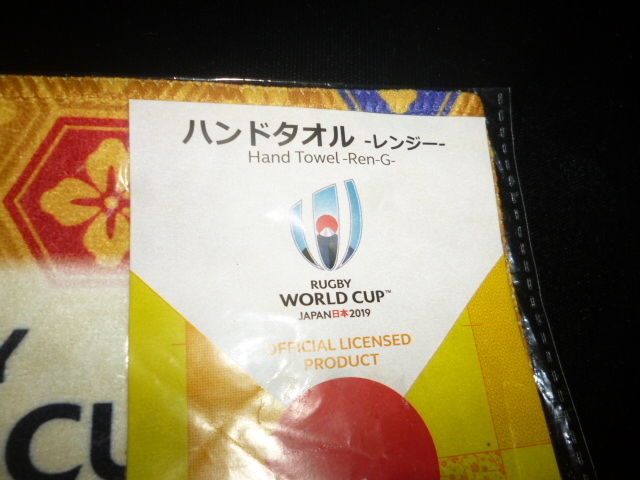 ハンドタオル -レンジー-
Hand Towel -Ren-G-
RUGBY
WORLD CUP™
JAPAN日本2019
OFFICIAL LICENSED
PRODUCT
Y
CU